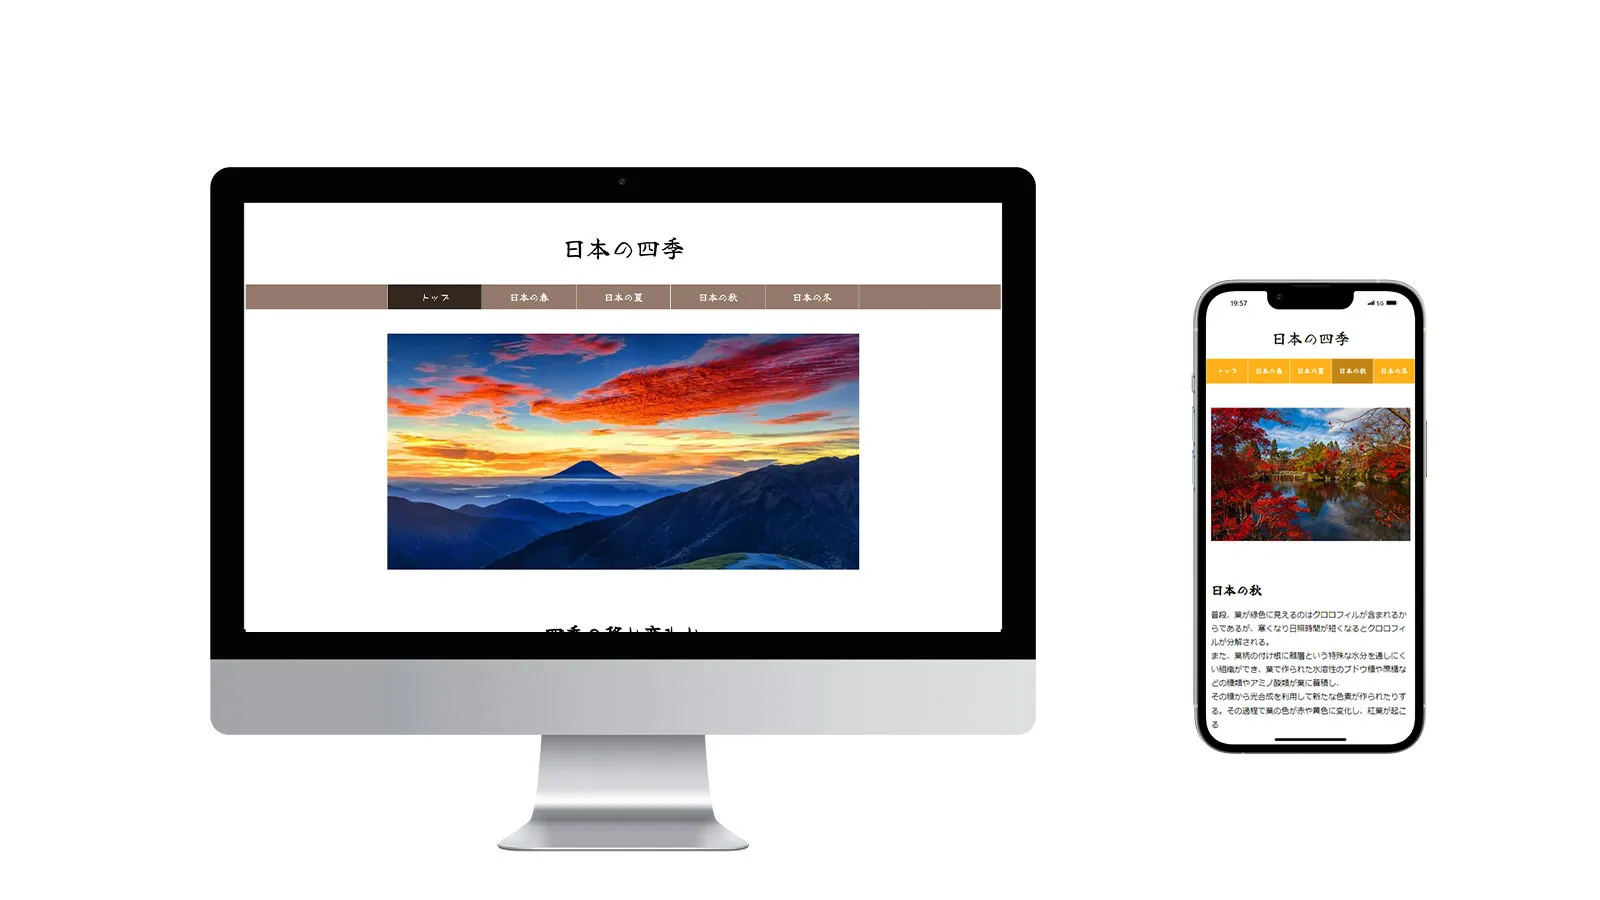 日本の四季
トップ 日本の春 日本の夏 日本の秋 日本の冬
四季の移り変わり
19:57 5G
日本の四季
トップ 日本の春 日本の夏 日本の秋 日本の冬
日本の秋
普段、葉が緑色に見えるのはクロロフィルが含まれるか
らであるが、寒くなり日照時間が短くなるとクロロフィ
ルが分解される。
また、葉柄の付け根に離層という特殊な水分を通しにく
い組織ができ、葉で作られた水溶性のブドウ糖や蔗糖な
どの糖類やアミノ酸類が葉に蓄積し、
その糖から光合成を利用して新たな色素が作られたりす
る。その過程で葉の色が赤や黄色に変化し、紅葉が起こ
る